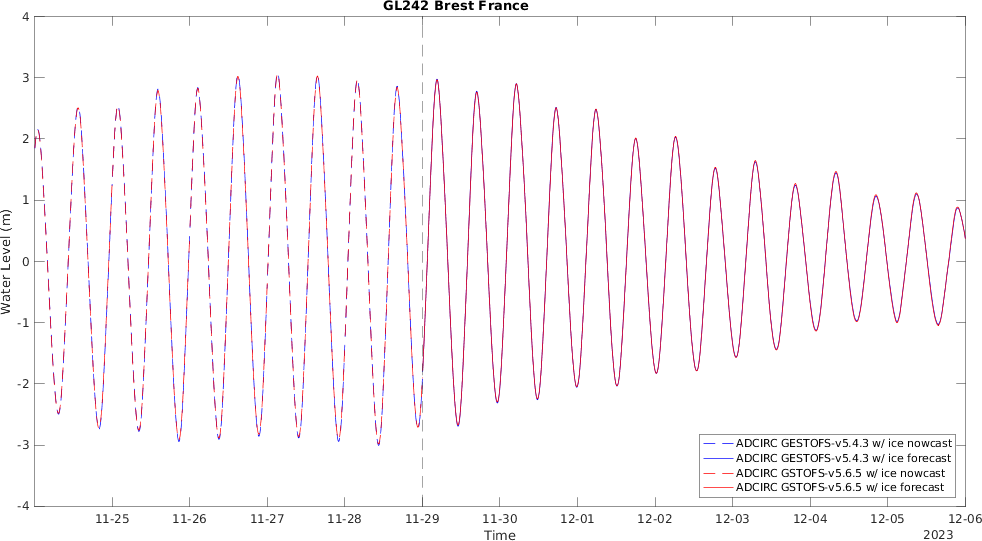 GL242 Brest France
4
3
2
1
0
-1
-2
-3
-4
Water Level (m)
ADCIRC GESTOFS-v5.4.3 w/ ice nowcast
ADCIRC GESTOFS-v5.4.3 w/ ice forecast
ADCIRC GSTOFS-v5.6.5 w/ ice nowcast
ADCIRC GSTOFS-v5.6.5 w/ ice forecast
11-25 11-26 11-27 11-28 11-29 11-30 12-01 12-02 12-03 12-04 12-05 12-06
Time
2023